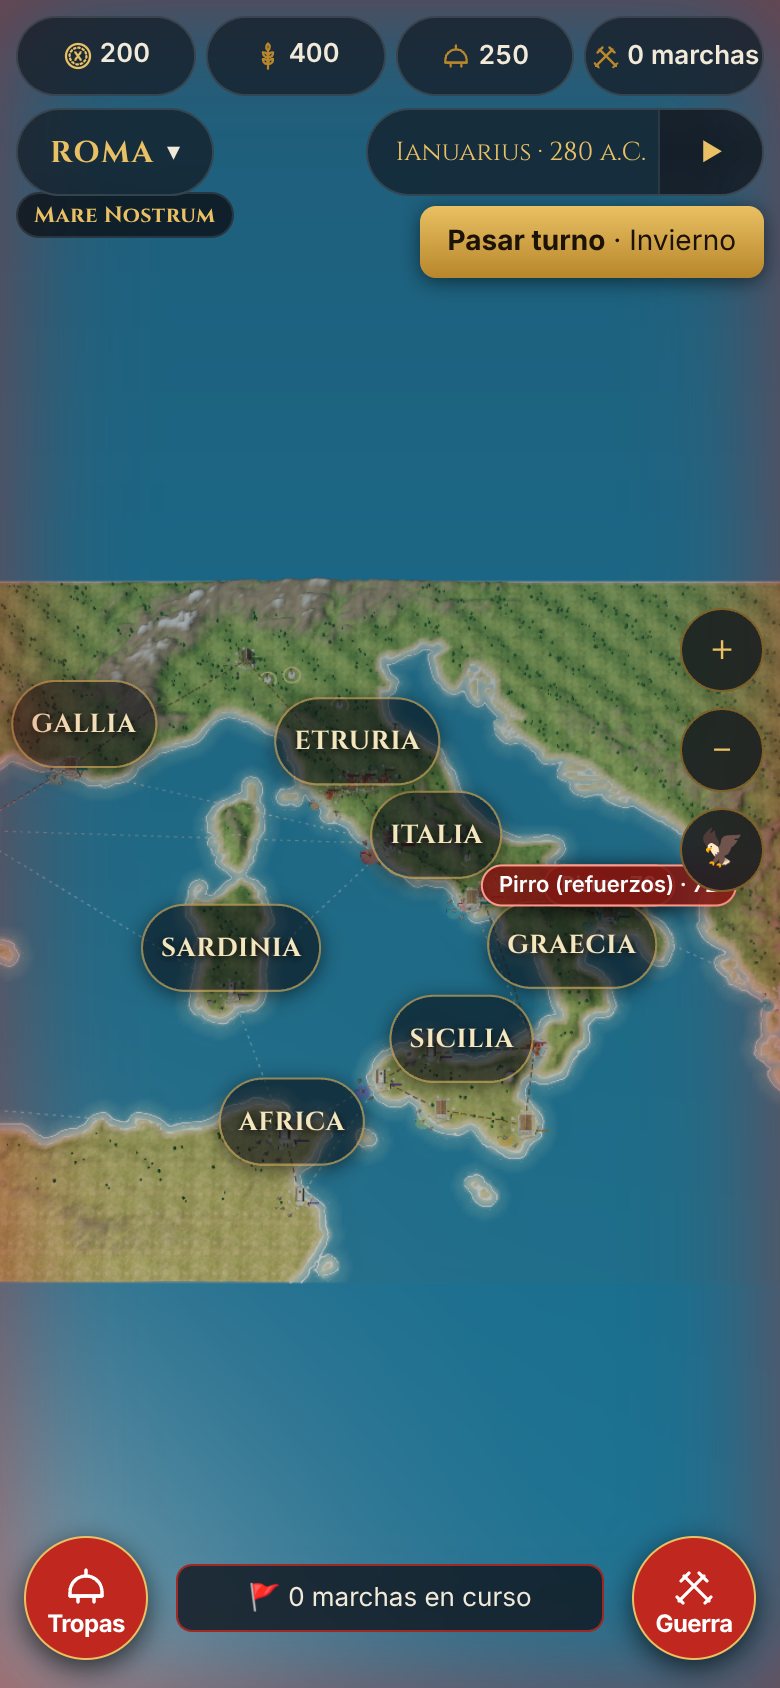 200
400
250
0 marchas
ROMA ▼
IANUARIUS · 280 A.C.
MARE NOSTRUM
Pasar turno · Invierno
GALLIA
ETRURIA
ITALIA
Pirro (refuerzos) ·
SARDINIA
GRAECIA
SICILIA
AFRICA
0 marchas en curso
Tropas
Guerra